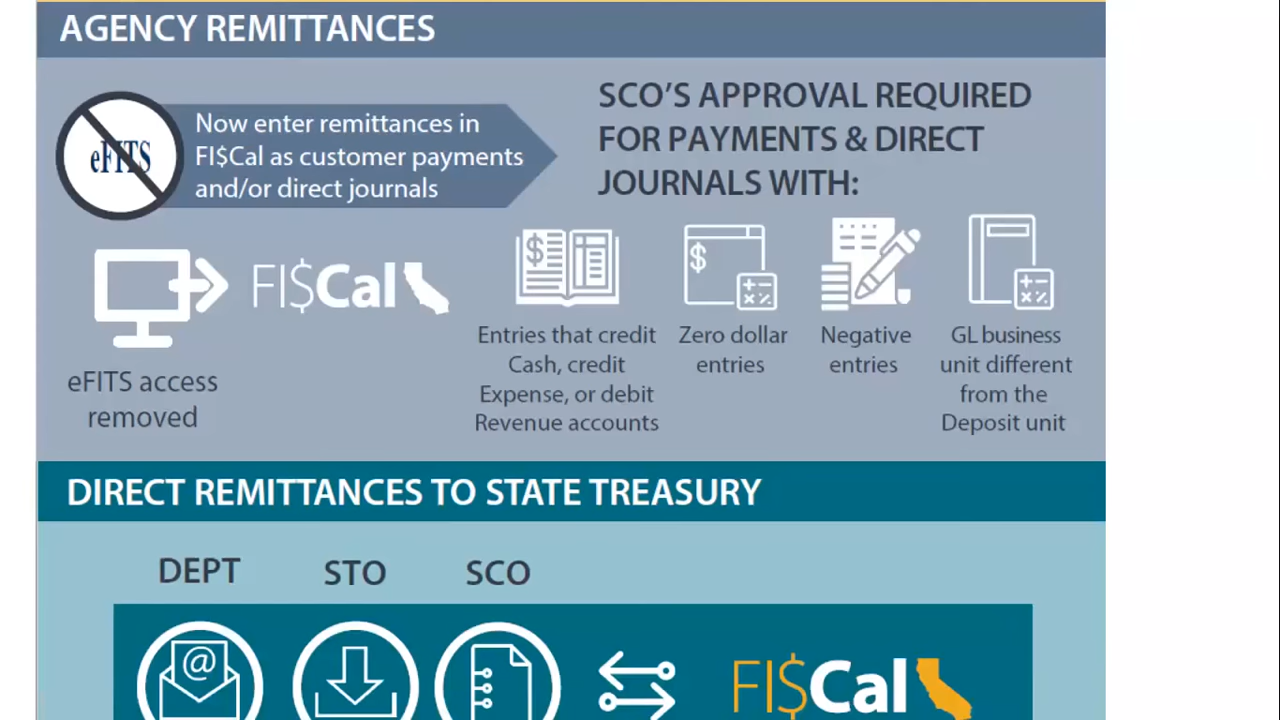 AGENCY REMITTANCES
eFITS
Now enter remittances in
FI$Cal as customer payments
and/or direct journals
SCO'S APPROVAL REQUIRED
FOR PAYMENTS & DIRECT
JOURNALS WITH:
FI$Cal
eFITS access
removed
Entries that credit
Cash, credit
Expense, or debit
Revenue accounts
Zero dollar
entries
Negative
entries
GL business
unit different
from the
Deposit unit
DIRECT REMITTANCES TO STATE TREASURY
DEPT
STO
SCO
FI$Cal